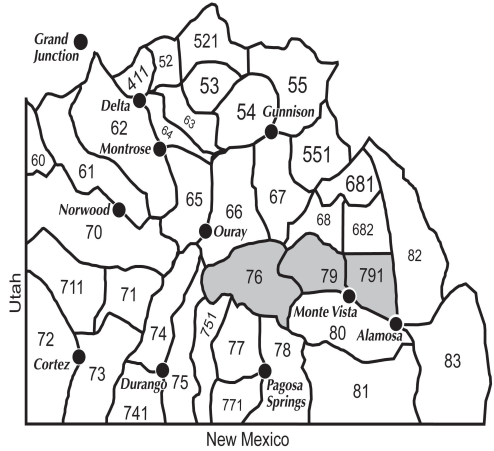 Grand
Junction
521
52
411
53
55
54
Delta
Gunnison
62
63
64
Montrose
551
60
61
681
65
67
66
Norwood
68
682
70
Ouray
82
76
79
791
711
71
Utah
Monte Vista
751
72
74
80
Alamosa
77
78
Cortez
73
83
Durango
75
Pagosa
Springs
81
741
771
New Mexico